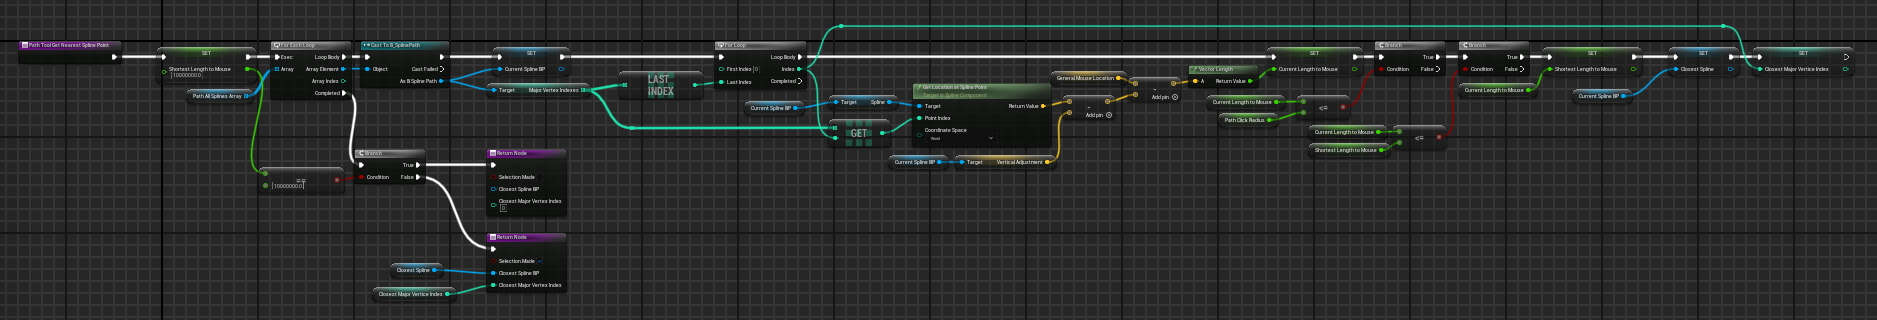 Path Tool Get Nearest Spline Point
SET
Shortest Length to Mouse
10000000.0
Path All Splines Array
For Each Loop
Exec
Loop Body
Array
Array Element
Array Index
Completed
Cast To B_SplinePath
Object
Cast Failed
As B Spline Path
SET
Current Spline BP
Target
Major Vertex Indexes
LAST
INDEX
For Loop
Loop Body
First Index
0
Index
Last Index
Completed
Current Spline BP
Target
Spline
GET
Get Location at Spline Point
Target is Spline Component
Target
Return Value
Point Index
Coordinate Space
World
Current Spline BP
Target
Vertical Adjustment
General Mouse Location
-
Add pin
-
Add pin
Vector Length
A
Return Value
SET
Current Length to Mouse
Current Length to Mouse
Path Click Radius
<=
Branch
True
Condition
False
Current Length to Mouse
Shortest Length to Mouse
<=
Branch
True
Condition
False
Current Length to Mouse
SET
Shortest Length to Mouse
Current Spline BP
SET
Closest Spline
SET
Closest Major Vertex Index
==
10000000.0
Branch
True
Condition
False
Return Node
Selection Made
Closest Spline BP
Closest Major Vertex Index
0
Return Node
Selection Made
Closest Spline BP
Closest Major Vertex Index
Closest Spline
Closest Major Vertice Index